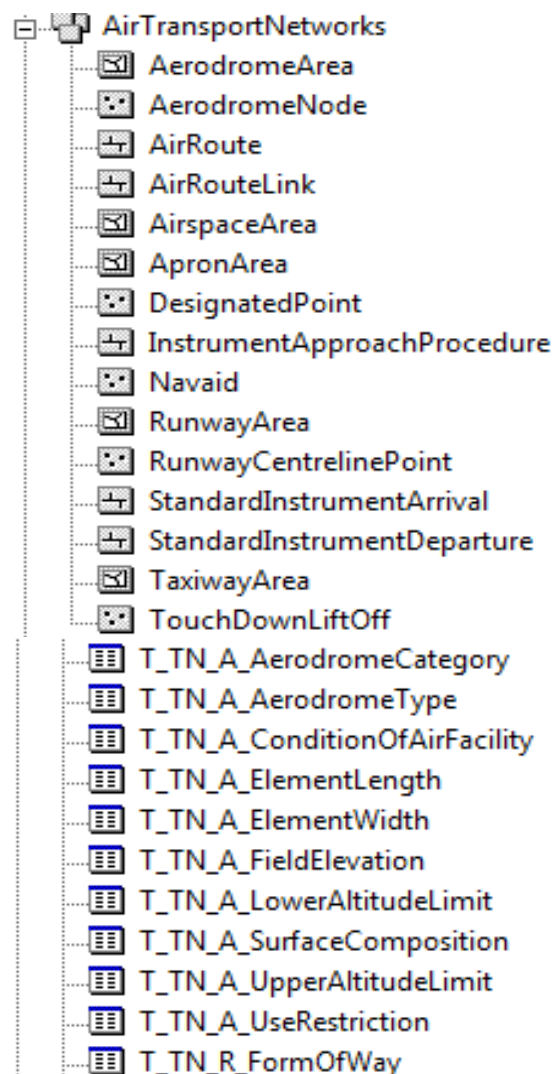 AirTransportNetworks
AerodromeArea
AerodromeNode
AirRoute
AirRouteLink
AirspaceArea
ApronArea
DesignatedPoint
InstrumentApproachProcedure
Navaid
RunwayArea
RunwayCentrelinePoint
StandardInstrumentArrival
StandardInstrumentDeparture
TaxiwayArea
TouchDownLiftOff
T_TN_A_AerodromeCategory
T_TN_A_AerodromeType
T_TN_A_ConditionOfAirFacility
T_TN_A_ElementLength
T_TN_A_ElementWidth
T_TN_A_FieldElevation
T_TN_A_LowerAltitudeLimit
T_TN_A_SurfaceComposition
T_TN_A_UpperAltitudeLimit
T_TN_A_UseRestriction
T_TN_R_FormOfWay